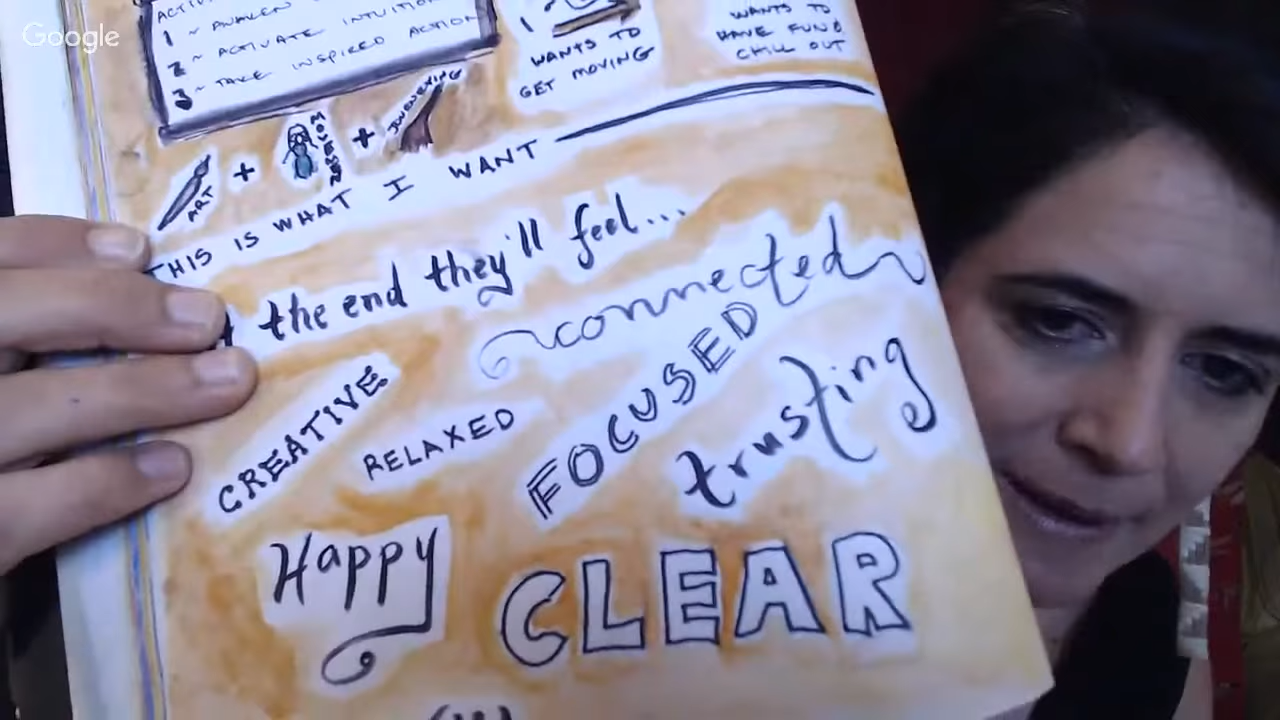 Google
1 ~ AWAKEN
2 ~ ACTIVATE INTUITION
3 ~ TAKE INSPIRED ACTION
WANTS TO
GET MOVING
WANTS TO
HAVE FUN &
CHILL OUT
ART + + JOURNEYING
THIS IS WHAT I WANT
the end they'll feel...
connected
CREATIVE
RELAXED
FOCUSED
trusting
Happy
CLEAR